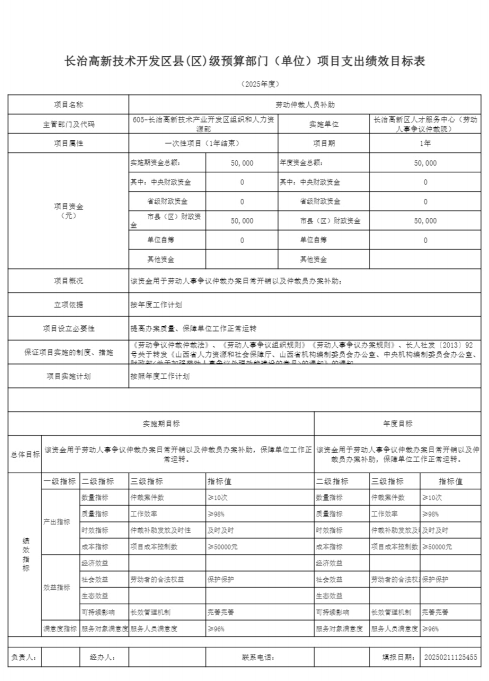 长治高新技术开发区县(区)级预算部门（单位）项目支出绩效目标表
（2025年度）
项目名称 劳动仲裁人员补助
主管部门及代码 605-长治高新技术产业开发区组织和人力资源部 实施单位 长治高新区人才服务中心（劳动人事争议仲裁院）
项目属性 一次性项目（1年结束） 项目期 1年
项目资金（元） 实施期资金总额: 50,000 年度资金总额: 50,000
其中: 中央财政资金 0 其中: 中央财政资金 0
省级财政资金 0 省级财政资金 0
市县（区）财政资金 50,000 市县（区）财政资金 50,000
单位自筹 0 单位自筹 0
其他资金 其他资金
项目概况 该资金用于劳动人事争议仲裁办案日常开销以及仲裁员办案补助;
立项依据 按年度工作计划
项目设立必要性 提高办案质量、保障单位工作正常运转
保证项目实施的制度、措施 《劳动争议仲裁仲裁法》、《劳动人事争议组织规则》《劳动人事争议办案规则》、长人社发「2013」92
号关于转发《山西省人力资源和社会保障厅、山西省机构编制委员会办公室、中央机构编制委员会办公室、
项目实施计划 按照年度工作计划
实施期目标 年度目标
总体目标 该资金用于劳动人事争议仲裁办案日常开销以及仲裁员办案补助，保障单位工作正常运转。 该资金用于劳动人事争议仲裁办案日常开销以及仲裁员办案补助，保障单位工作正常运转。
绩效指标 一级指标 二级指标 三级指标 指标值 二级指标 三级指标 指标值
产出指标 数量指标 仲裁案件数 ≥10次 数量指标 仲裁案件数 ≥10次
质量指标 工作效率 ≥98% 质量指标 工作效率 ≥98%
时效指标 仲裁补助发放及时性 及时及时 时效指标 仲裁补助发放及 及时及时
成本指标 项目成本控制数 ≥50000元 成本指标 项目成本控制数 ≥50000元
效益指标 经济效益 经济效益
社会效益 劳动者的合法权益 保护保护 社会效益 劳动者的合法权 保护保护
生态效益 生态效益
可持续影响 长效管理机制 完善完善 可持续影响 长效管理机制 完善完善
满意度指标 服务对象满意度 服务人员满意度 ≥96% 服务对象满意度 服务人员满意度 ≥96%
负责人: 经办人: 联系电话: 填报日期: 20250211125455